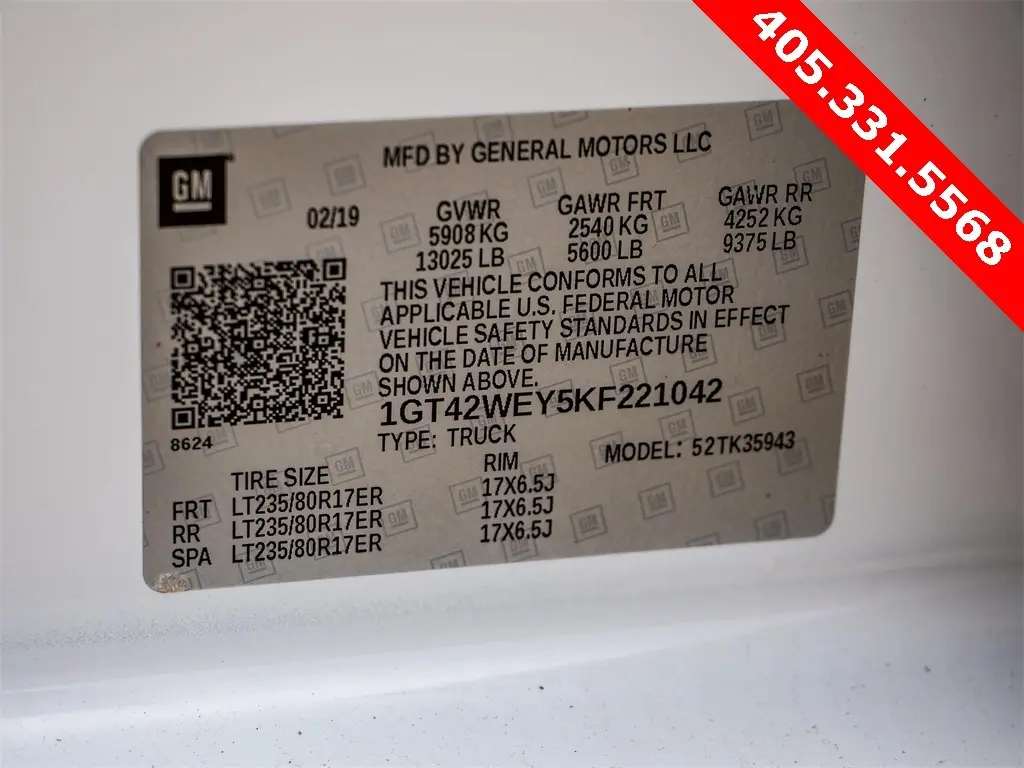 405.331.5568
MFD BY GENERAL MOTORS LLC
GM
02/19
GVWR GAWR FRT GAWR RR
5908 KG 2540 KG 4252 KG
13025 LB 5600 LB 9375 LB
THIS VEHICLE CONFORMS TO ALL
APPLICABLE U.S. FEDERAL MOTOR
VEHICLE SAFETY STANDARDS IN EFFECT
ON THE DATE OF MANUFACTURE
SHOWN ABOVE.
1GT42WEY5KF221042
8624
TYPE: TRUCK MODEL: 52TK35943
TIRE SIZE RIM
FRT LT235/80R17ER 17X6.5J
RR LT235/80R17ER 17X6.5J
SPA LT235/80R17ER 17X6.5J